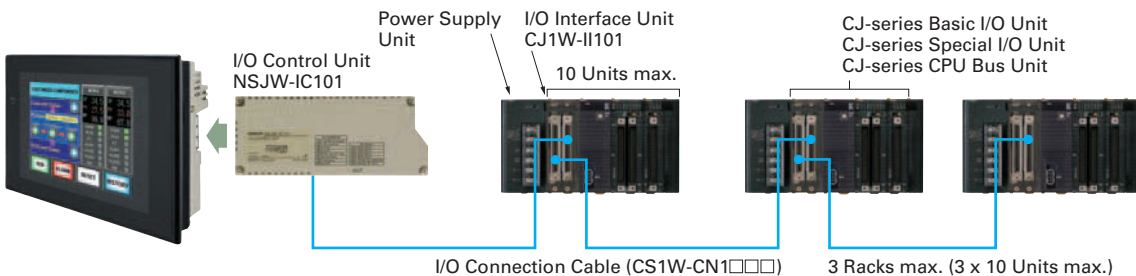 Power Supply
Unit
I/O Interface Unit
CJ1W-II101
CJ-series Basic I/O Unit
CJ-series Special I/O Unit
CJ-series CPU Bus Unit
I/O Control Unit
NSJW-IC101
10 Units max.
I/O Connection Cable (CS1W-CN1□□□)
3 Racks max. (3 x 10 Units max.)